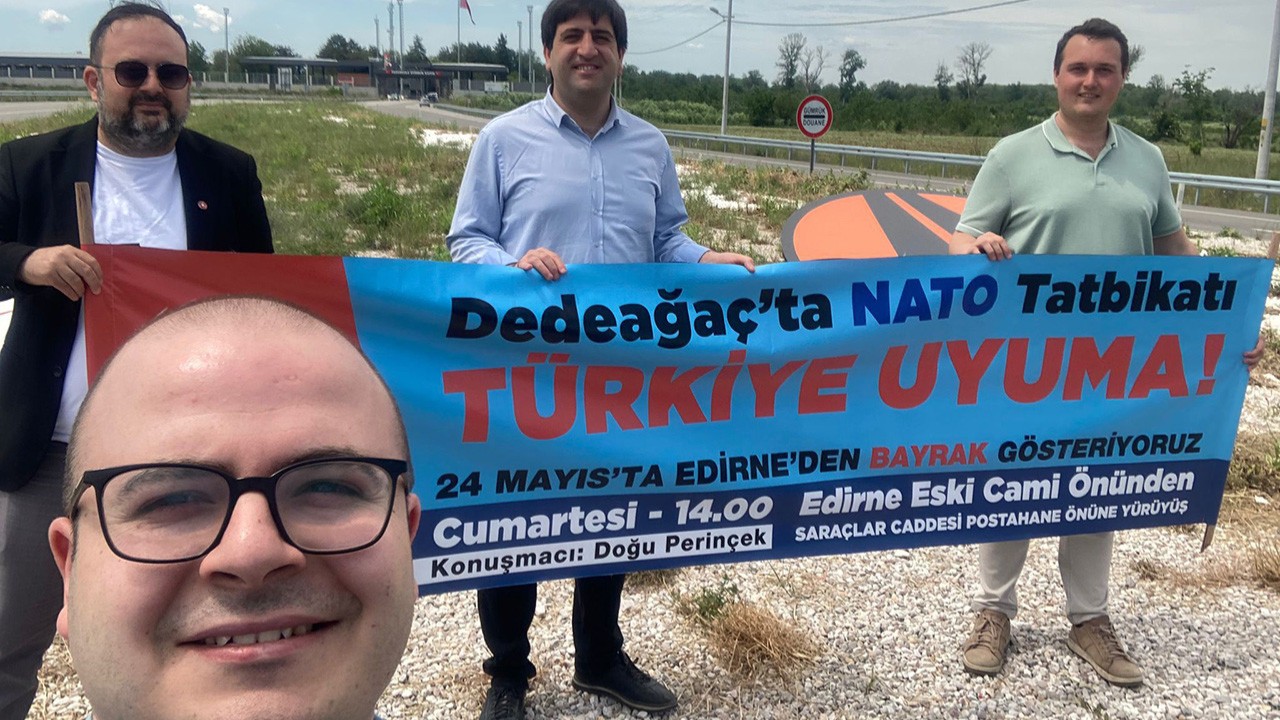 GÜMRÜK
DOUANE
Dedeağaç'ta NATO Tatbikatı
TÜRKİYE UYUMA!
24 MAYIS'TA EDİRNE'DEN BAYRAK GÖSTERİYORUZ
Cumartesi - 14.00
Konuşmacı: Doğu Perinçek
Edirne Eski Cami Önünden
SARAÇLAR CADDESİ POSTAHANE ÖNÜNE YÜRÜYÜŞ